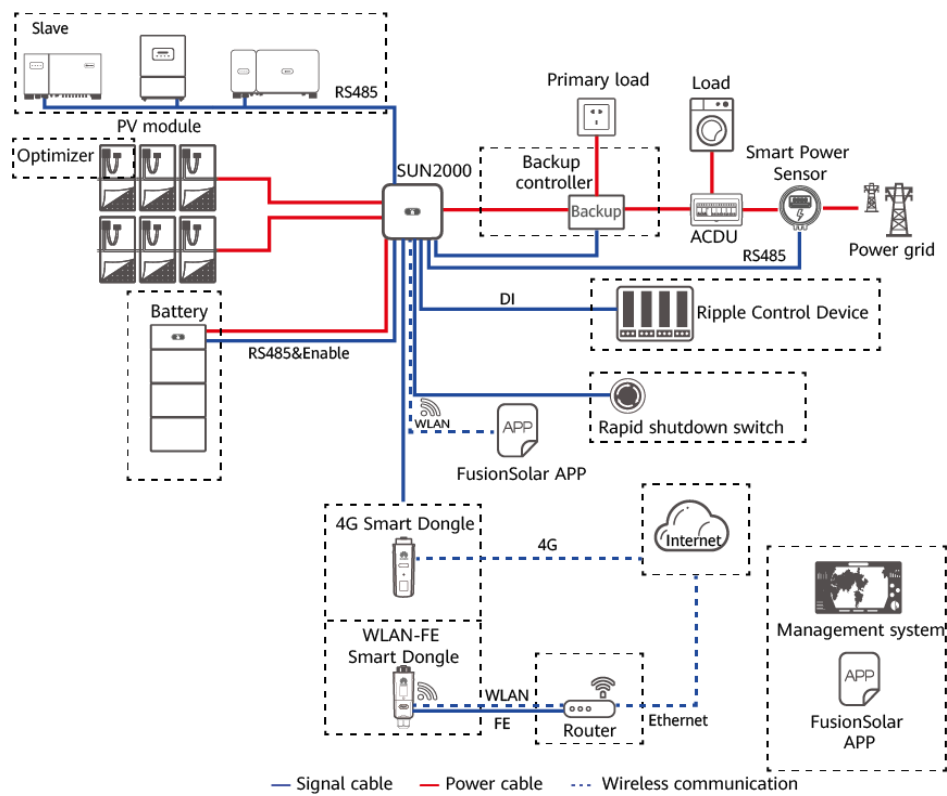 Slave
RS485
PV module
Optimizer
SUN2000
Primary load
Load
Backup
controller
Backup
Smart Power
Sensor
ACDU
RS485
Power grid
DI
Ripple Control Device
Battery
RS485&Enable
Rapid shutdown switch
WLAN
APP
FusionSolar APP
4G Smart Dongle
4G
Internet
WLAN-FE
Smart Dongle
WLAN
FE
Router
Ethernet
Management system
APP
FusionSolar
APP
Signal cable
Power cable
Wireless communication